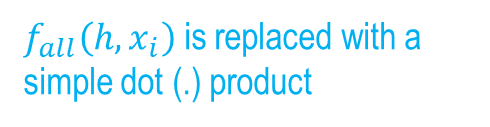 f_all(h, x_i) is replaced with a
simple dot (.) product